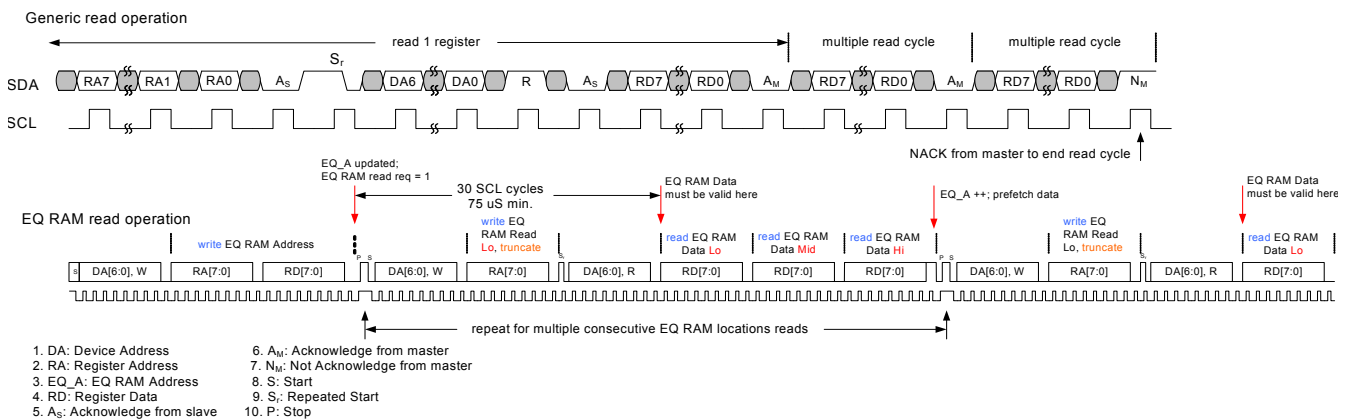 Generic read operation
read 1 register
multiple read cycle
multiple read cycle
Sr
SDA
RA7 RA1 RA0 AS DA6 DA0 R AS RD7 RD0 AM RD7 RD0 AM RD7 RD0 NM
SCL
NACK from master to end read cycle
EQ_A updated;
EQ RAM read req = 1
30 SCL cycles
75 uS min.
EQ RAM Data
must be valid here
EQ_A ++; prefetch data
EQ RAM Data
must be valid here
EQ RAM read operation
write EQ RAM Address
write EQ
RAM Read
Lo, truncate
read EQ RAM
Data Lo
read EQ RAM
Data Mid
read EQ RAM
Data Hi
write EQ
RAM Read
Lo, truncate
read EQ RAM
Data Lo
P S Sr P S Sr
S DA[6:0], W RA[7:0] RD[7:0] DA[6:0], W RA[7:0] DA[6:0], R RD[7:0] RD[7:0] RD[7:0] DA[6:0], W RA[7:0] DA[6:0], R RD[7:0]
repeat for multiple consecutive EQ RAM locations reads
1. DA: Device Address
2. RA: Register Address
3. EQ_A: EQ RAM Address
4. RD: Register Data
5. AS: Acknowledge from slave
6. AM: Acknowledge from master
7. NM: Not Acknowledge from master
8. S: Start
9. Sr: Repeated Start
10. P: Stop